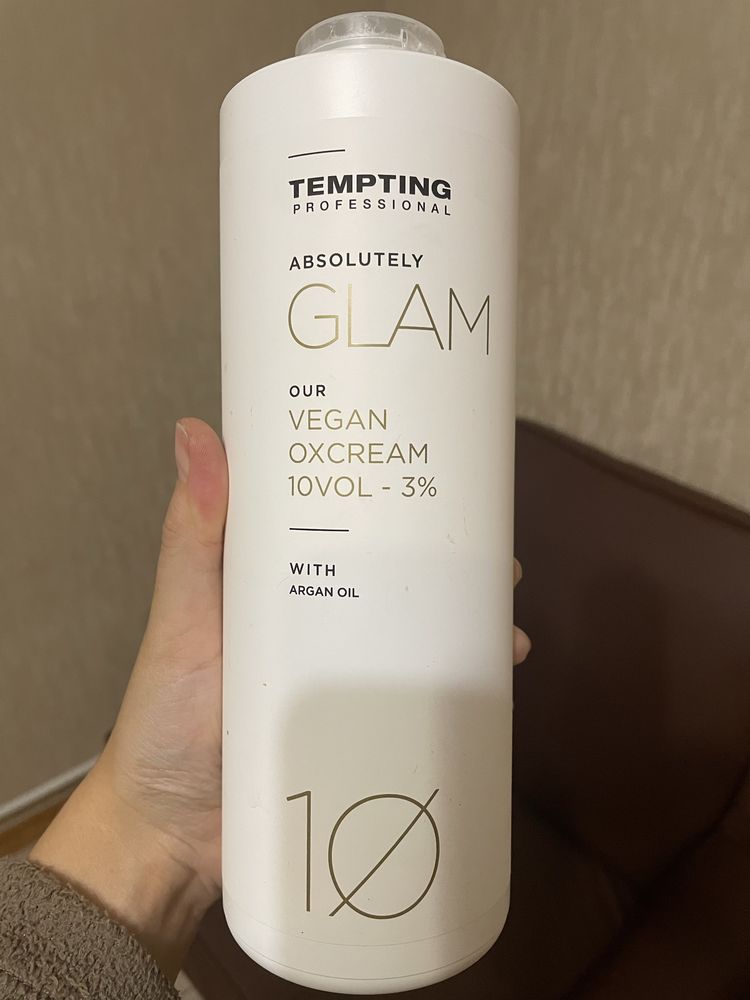 TEMPTING
PROFESSIONAL
ABSOLUTELY
GLAM
OUR
VEGAN
OXCREAM
10VOL - 3%
WITH
ARGAN OIL
10